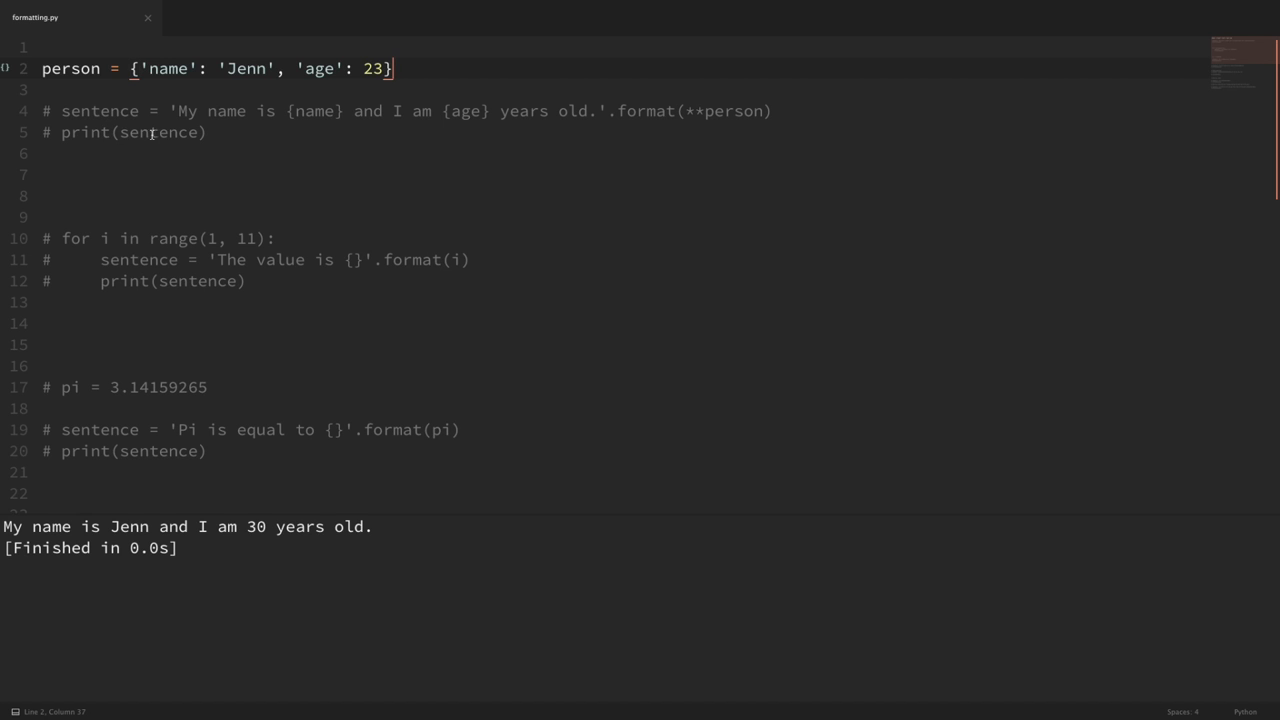 formatting.py ×
1
{} 2 person = {'name': 'Jenn', 'age': 23}
3
4 # sentence = 'My name is {name} and I am {age} years old.'.format(**person)
5 # print(sentence)
6
7
8
9
10 # for i in range(1, 11):
11 #     sentence = 'The value is {}'.format(i)
12 #     print(sentence)
13
14
15
16
17 # pi = 3.14159265
18
19 # sentence = 'Pi is equal to {}'.format(pi)
20 # print(sentence)
21
22
My name is Jenn and I am 30 years old.
[Finished in 0.0s]
Line 2, Column 37 Spaces: 4 Python